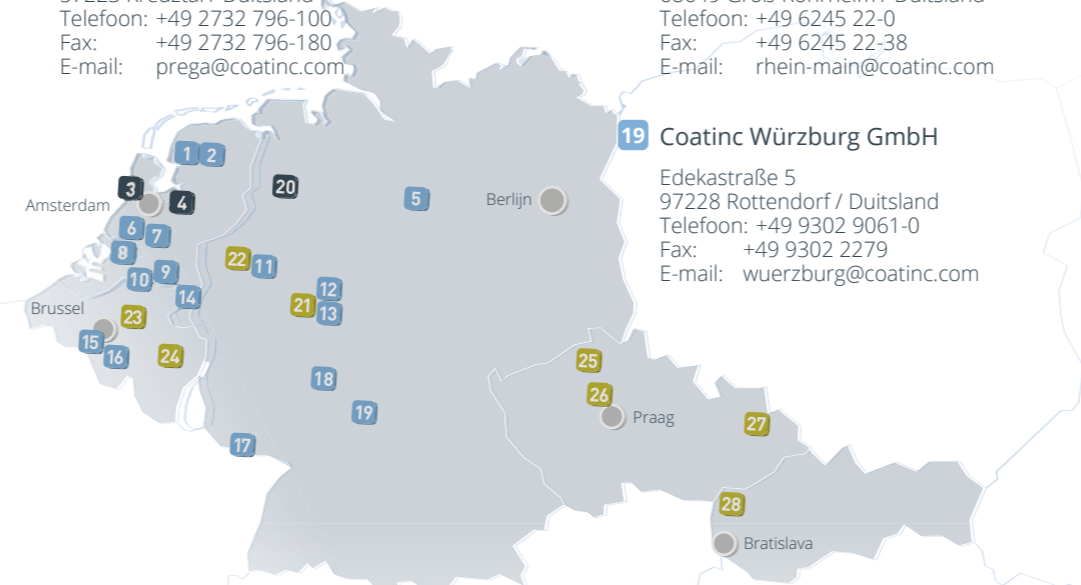 57223 Kreuztal / Duitsland
Telefoon: +49 2732 796-100
Fax: +49 2732 796-180
E-mail: prega@coatinc.com
Telefoon: +49 6245 22-0
Fax: +49 6245 22-38
E-mail: rhein-main@coatinc.com
19 Coatinc Würzburg GmbH
Edekastraße 5
97228 Rottendorf / Duitsland
Telefoon: +49 9302 9061-0
Fax: +49 9302 2279
E-mail: wuerzburg@coatinc.com
1 2
3
20
4
5
Amsterdam
Berlijn
6 7
8
22 11
9
10
12
14
21
13
Brussel
23
15
16
24
25
18
26
19
Praag
27
17
28
Bratislava